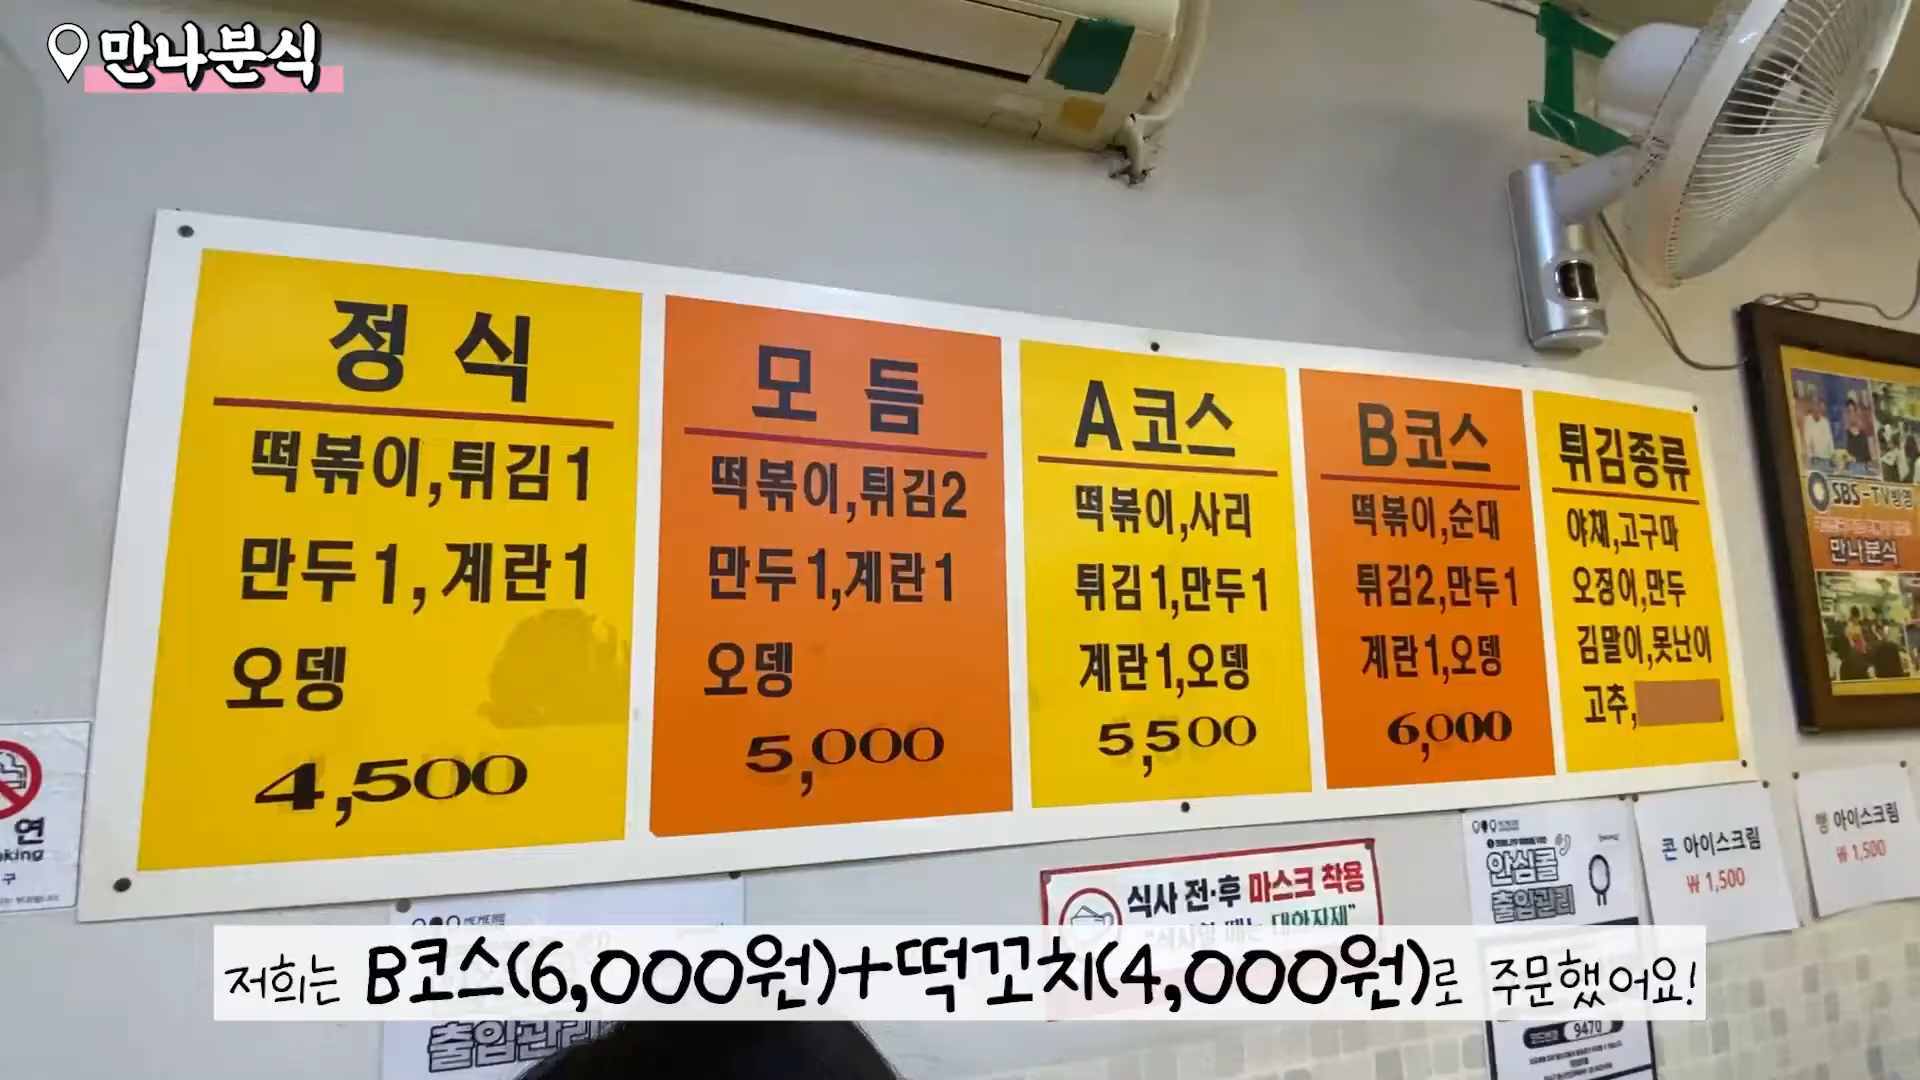 만나분식
정식
떡볶이,튀김1
만두1,계란1
오뎅
4,500
모듬
떡볶이,튀김2
만두1,계란1
오뎅
5,000
A코스
떡볶이,사리
튀김1,만두1
계란1,오뎅
5,500
B코스
떡볶이,순대
튀김2,만두1
계란1,오뎅
6,000
튀김종류
야채,고구마
오징어,만두
김말이,못난이
고추,
SBS-TV방영
만나분식
연
구
식사 전·후 마스크 착용
안심콜
출입관리
콘 아이스크림
₩ 1,500
빵 아이스크림
₩ 1,500
출입관리
9470
저희는 B코스(6,000원)+떡꼬치(4,000원)로 주문했어요!